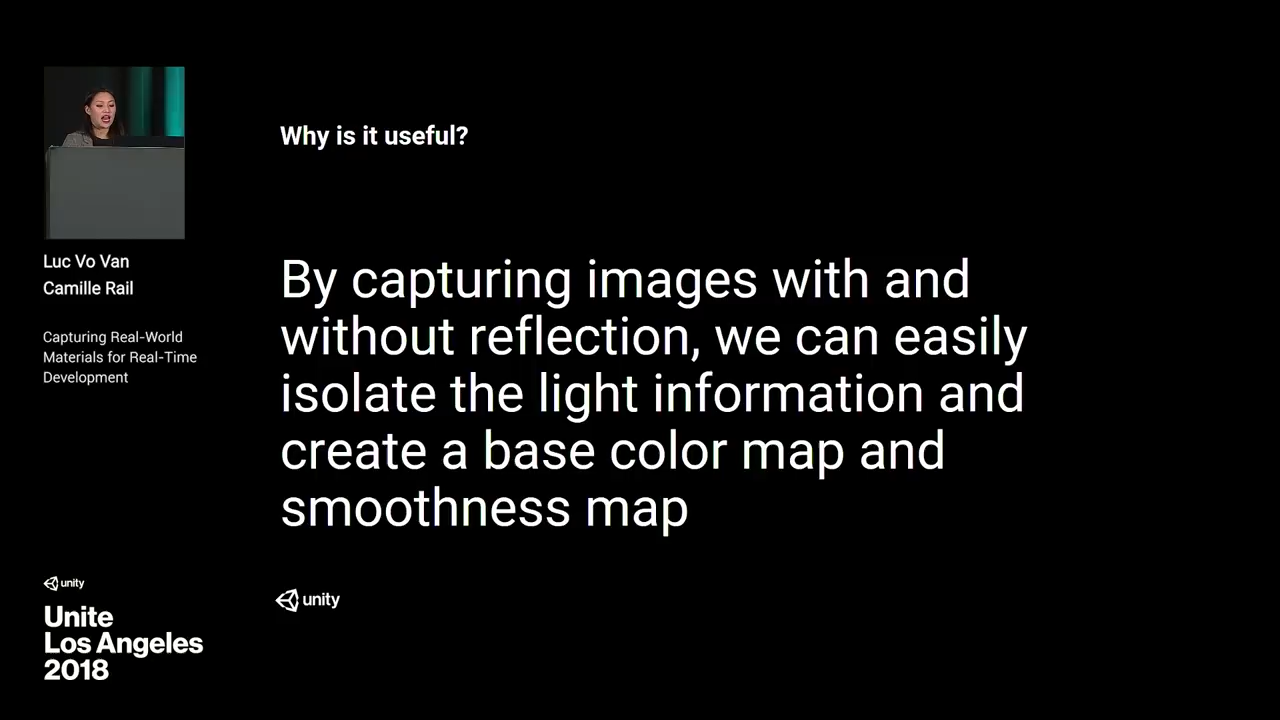 Why is it useful?
By capturing images with and
without reflection, we can easily
isolate the light information and
create a base color map and
smoothness map
unity
Luc Vo Van
Camille Rail
Capturing Real-World
Materials for Real-Time
Development
unity
Unite
Los Angeles
2018